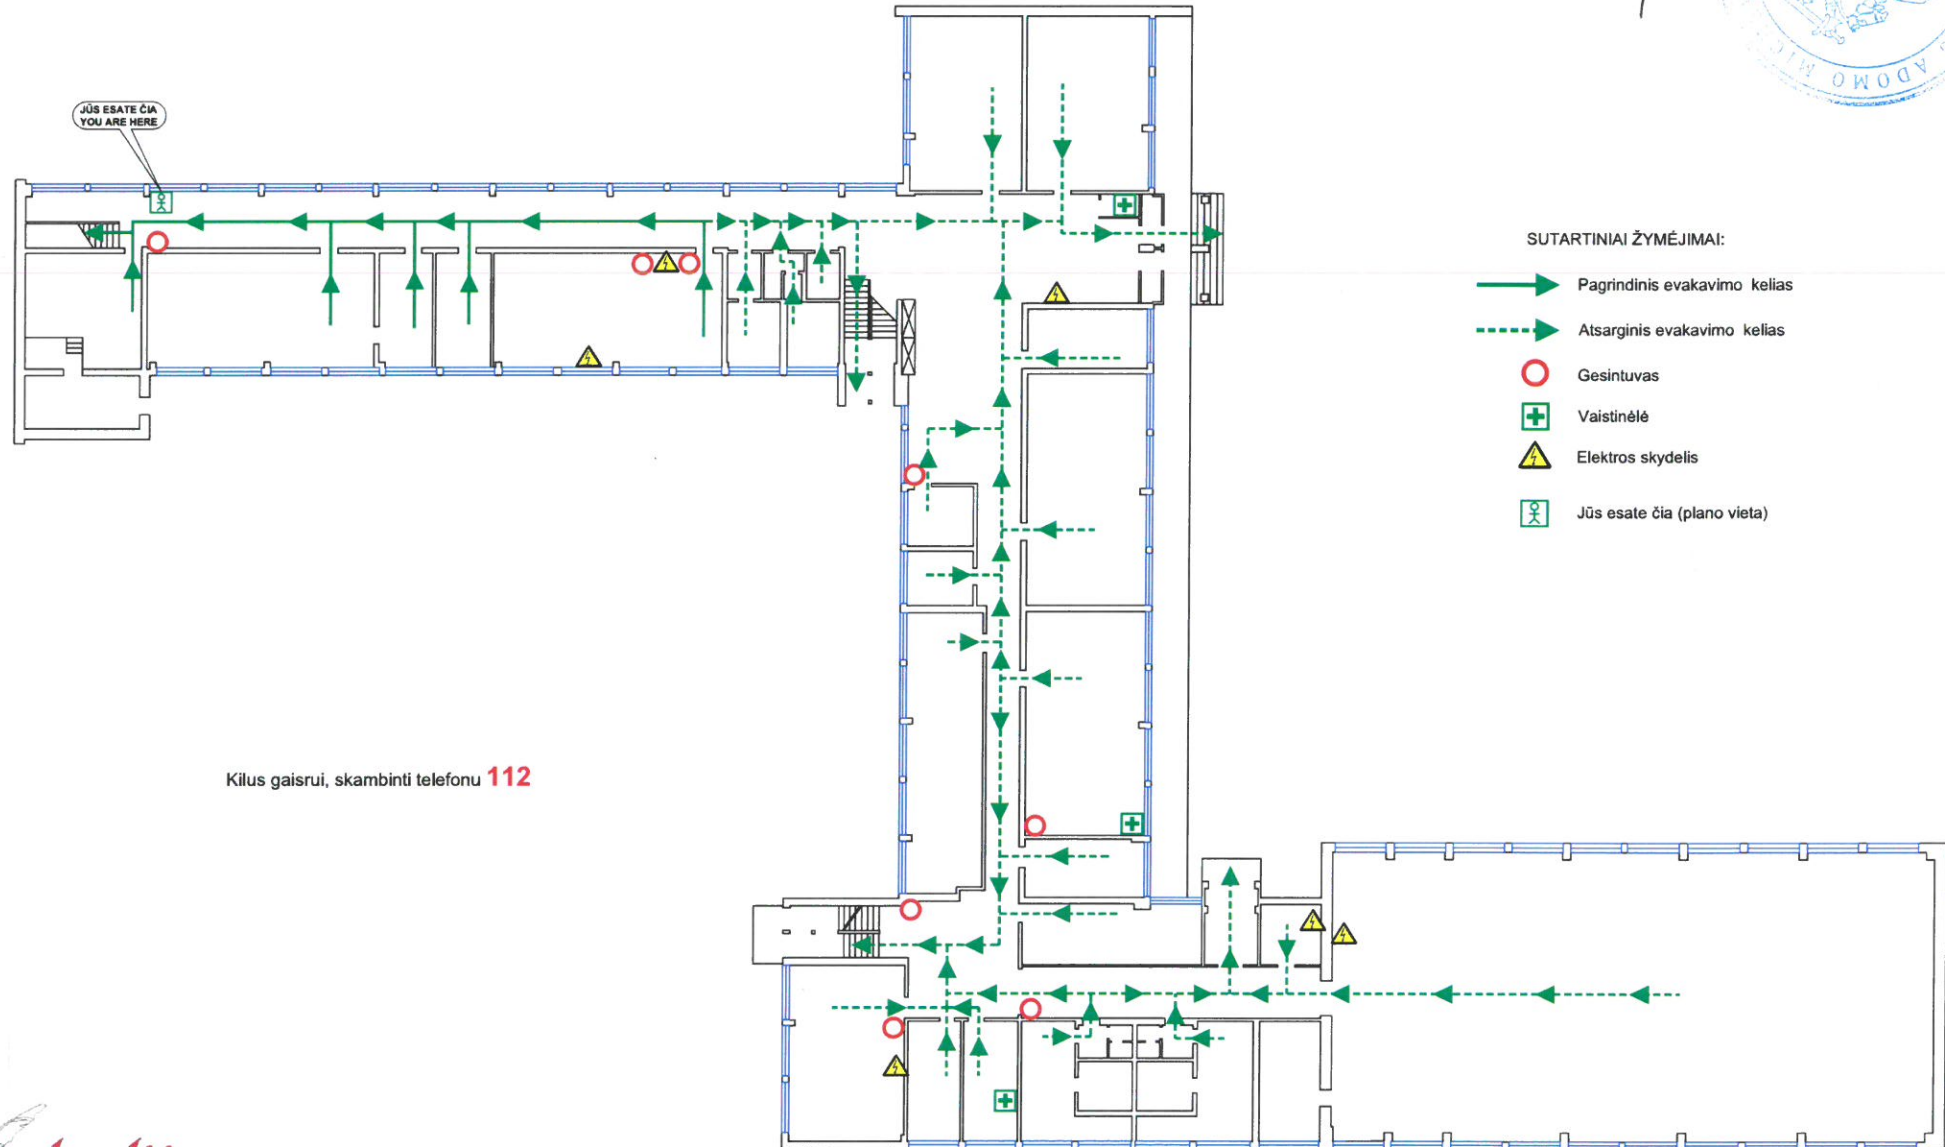 JŪS ESATE ČIA
YOU ARE HERE
ADOMO
SUTARTINIAI ŽYMĖJIMAI:
Pagrindinis evakavimo kelias
Atsarginis evakavimo kelias
Gesintuvas
Vaistinėlė
Elektros skydelis
Jūs esate čia (plano vieta)
Kilus gaisrui, skambinti telefonu 112